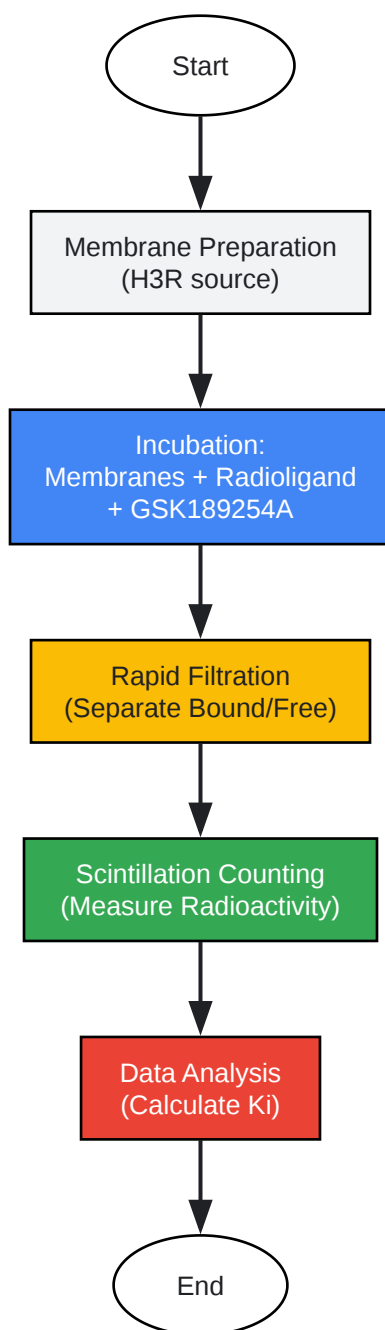 Start
Membrane Preparation
(H3R source)
Incubation:
Membranes + Radioligand
+ GSK189254A
Rapid Filtration
(Separate Bound/Free)
Scintillation Counting
(Measure Radioactivity)
Data Analysis
(Calculate Ki)
End